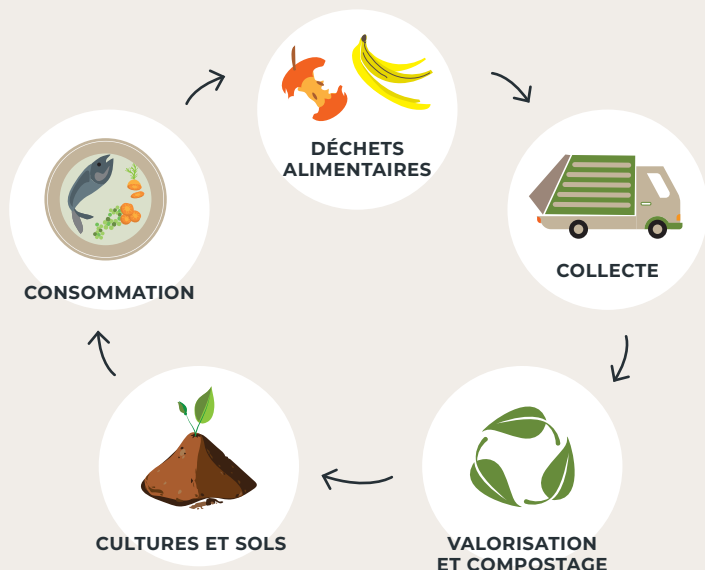 DÉCHETS
ALIMENTAIRES
COLLECTE
CONSOMMATION
CULTURES ET SOLS
VALORISATION
ET COMPOSTAGE